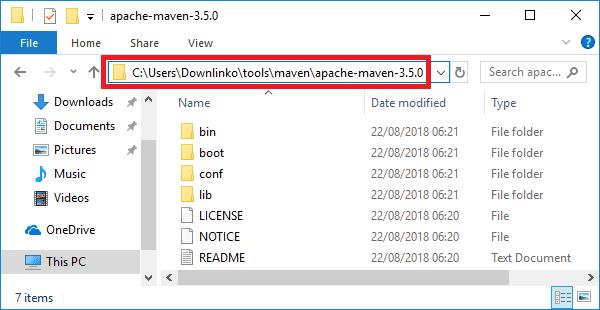 apache-maven-3.5.0
File Home Share View
C:\Users\Downlinko\tools\maven\apache-maven-3.5.0
Search apac...
Name Date modified Type
Downloads
Documents
Pictures
Music
Videos
OneDrive
This PC
bin 22/08/2018 06:21 File folder
boot 22/08/2018 06:21 File folder
conf 22/08/2018 06:21 File folder
lib 22/08/2018 06:21 File folder
LICENSE 22/08/2018 06:20 File
NOTICE 22/08/2018 06:20 File
README 22/08/2018 06:20 Text Document
7 items